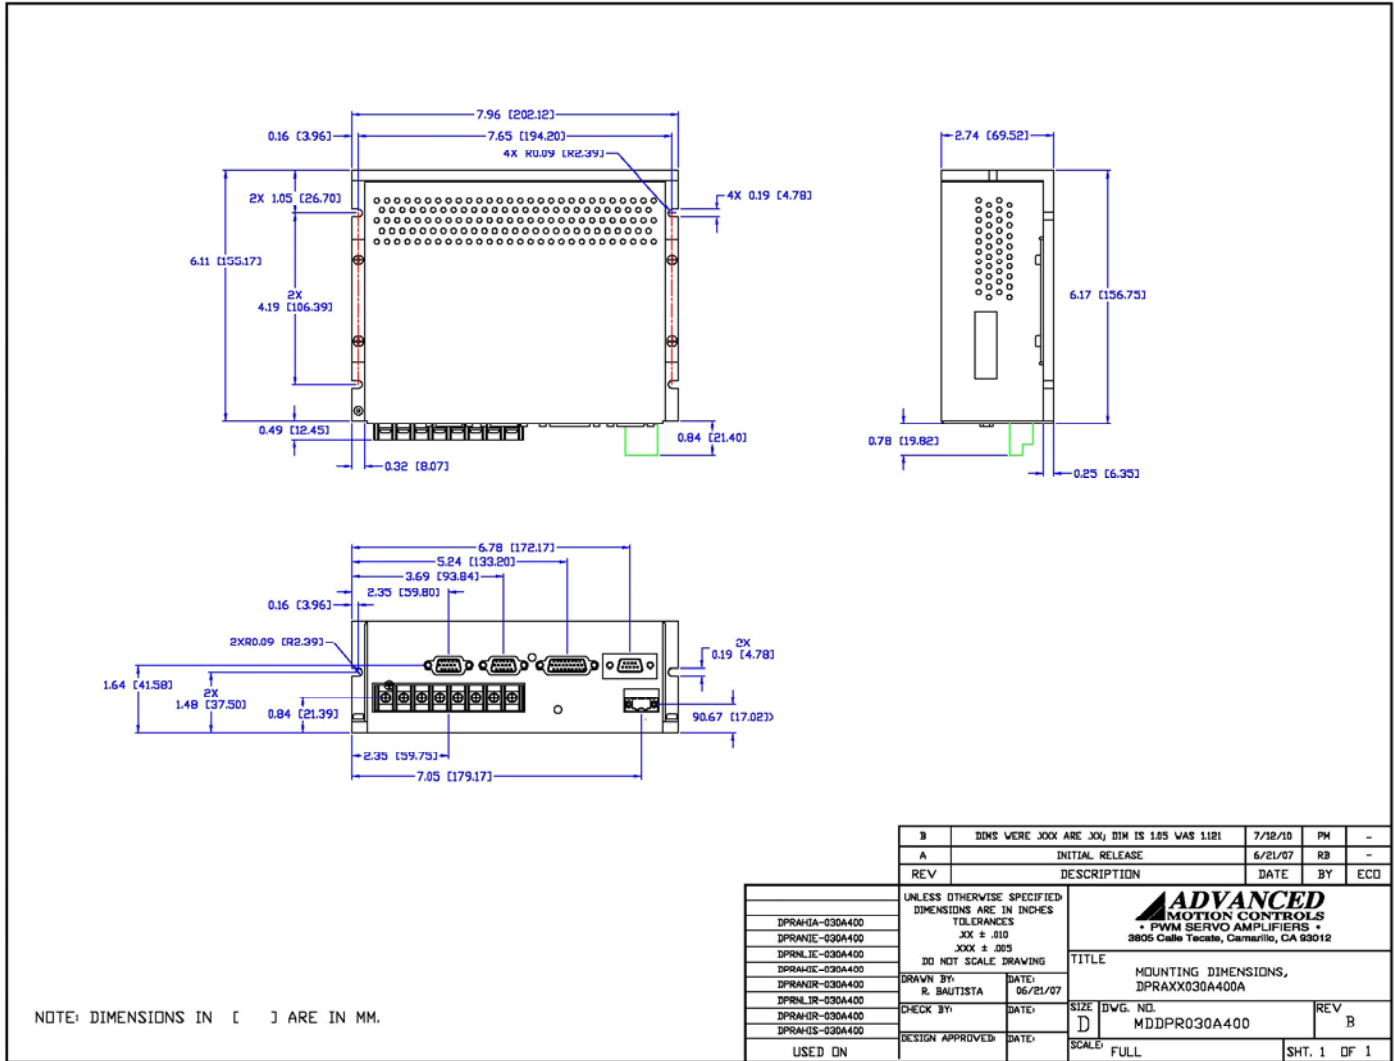 7.96 [202.12]
0.16 [3.96]
7.65 [194.20]
4X R0.09 [R2.39]
2X 1.05 [26.70]
4X 0.19 [4.78]
6.11 [155.17]
2X
4.19 [106.39]
0.49 [12.45]
0.32 [8.07]
0.84 [21.40]
2.74 [69.52]
6.17 [156.75]
0.78 [19.82]
0.25 [6.35]
6.78 [172.17]
5.24 [133.20]
3.69 [93.84]
2.35 [59.80]
0.16 [3.96]
2XR0.09 [R2.39]
2X
0.19 [4.78]
1.64 [41.58]
2X
1.48 [37.50]
0.84 [21.39]
90.67 [17.02])
2.35 [59.75]
7.05 [179.17]
B DIMS WERE .XXX ARE .XX; DIM IS 1.05 WAS 1.121 7/12/10 PM -
A INITIAL RELEASE 6/21/07 RB -
REV DESCRIPTION DATE BY ECO
DPRAHIA-030A400
DPRANIE-030A400
DPRNLIE-030A400
DPRAHIE-030A400
DPRANIR-030A400
DPRNLIR-030A400
DPRAHIR-030A400
DPRAHIS-030A400
USED ON
UNLESS OTHERWISE SPECIFIED:
DIMENSIONS ARE IN INCHES
TOLERANCES
.XX ± .010
.XXX ± .005
DO NOT SCALE DRAWING
DRAWN BY: DATE:
R. BAUTISTA 06/21/07
CHECK BY: DATE:
DESIGN APPROVED: DATE:
ADVANCED
MOTION CONTROLS
• PWM SERVO AMPLIFIERS •
3805 Calle Tecate, Camarillo, CA 93012
TITLE
MOUNTING DIMENSIONS,
DPRAXX030A400A
SIZE DWG. NO. REV
D MDDPR030A400 B
SCALE: FULL SHT. 1 OF 1
NOTE: DIMENSIONS IN [ ] ARE IN MM.